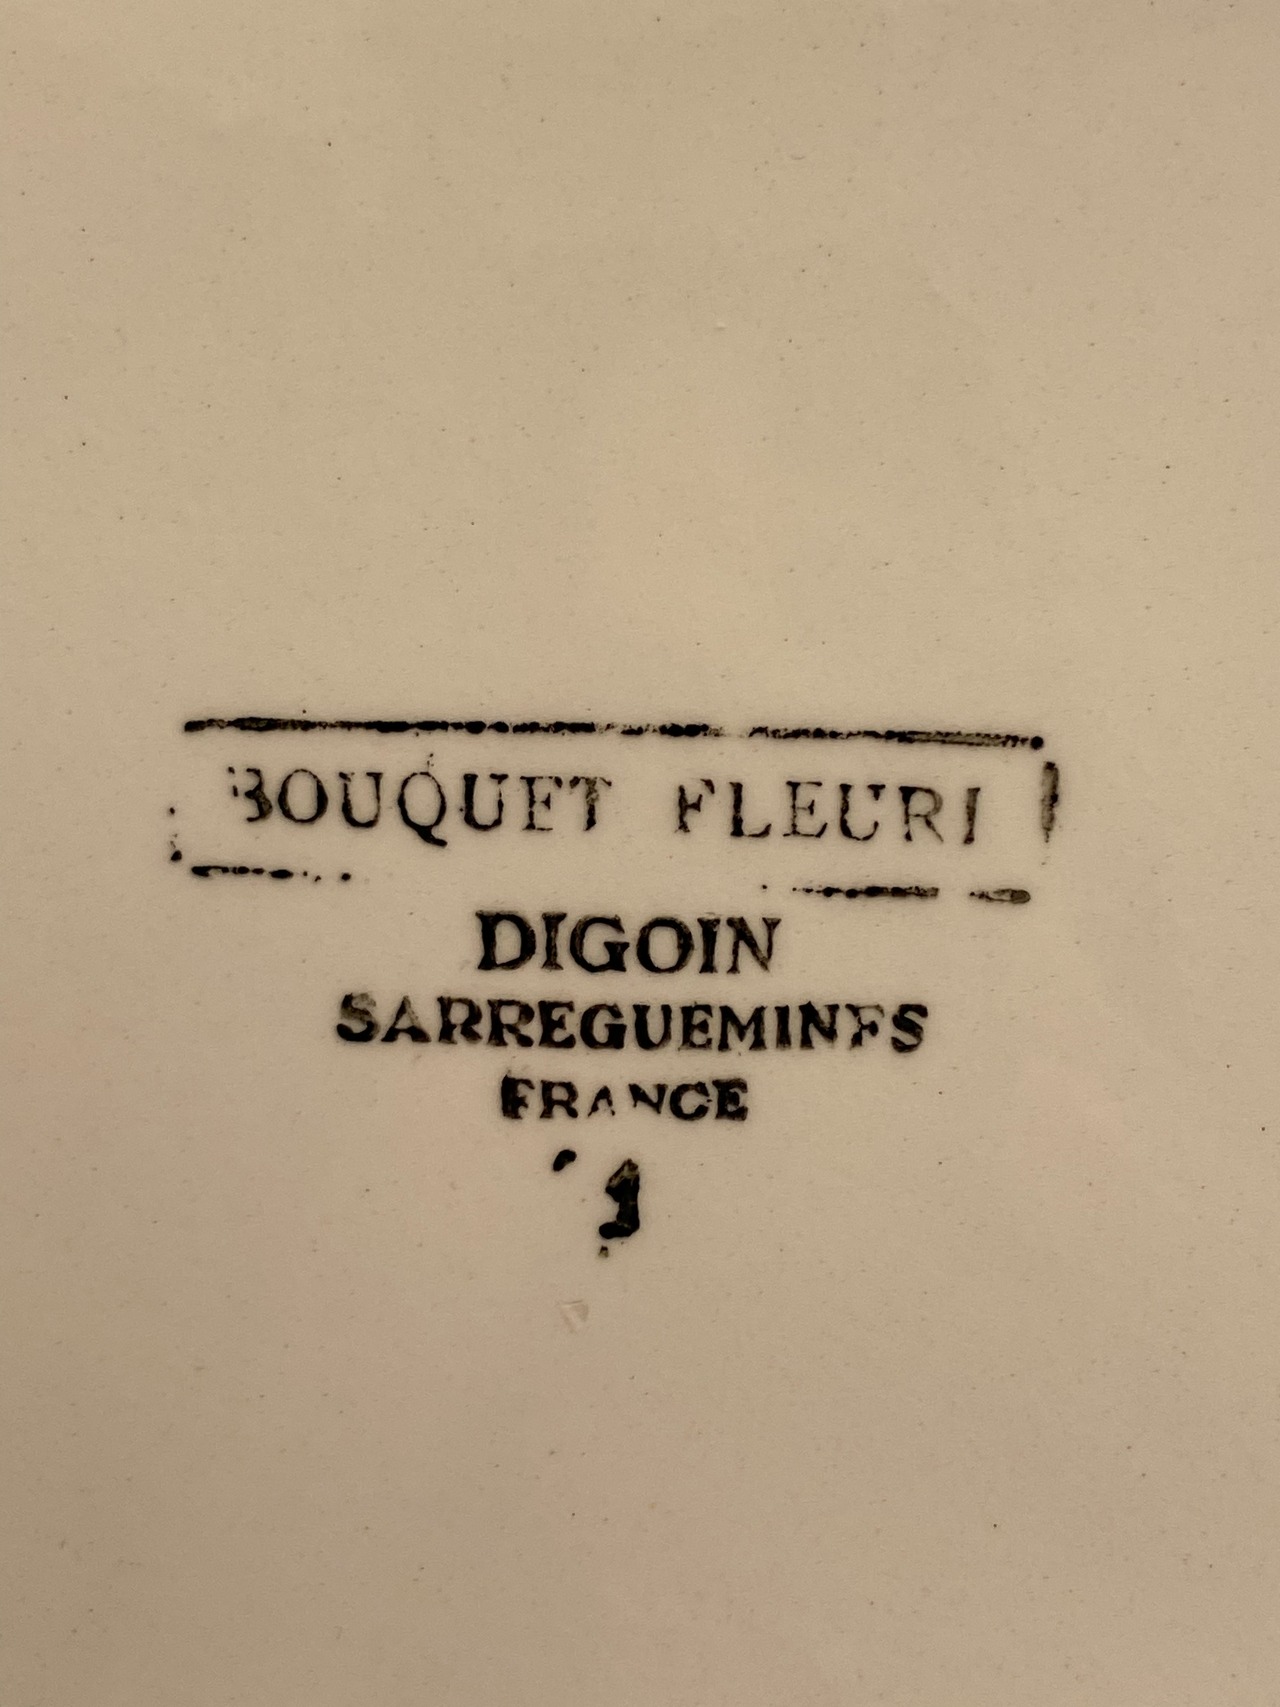 BOUQUET FLEURI
DIGOIN
SARREGUEMINES
FRANCE